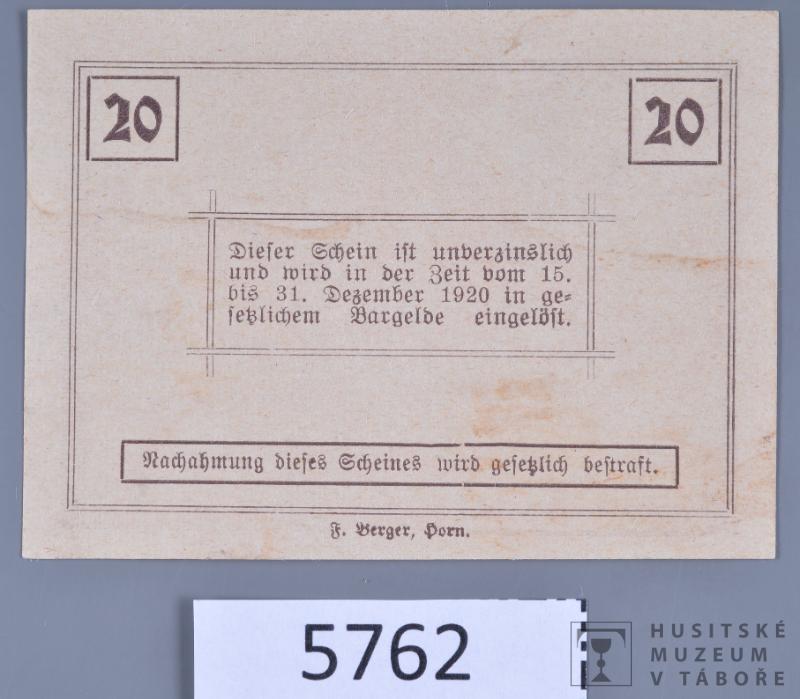 20 20
Dieser Schein ist unverzinslich
und wird in der Zeit vom 15.
bis 31. Dezember 1920 in ge-
setzlichem Bargelde eingelöst.
Nachahmung dieses Scheines wird gesetzlich bestraft.
F. Berger, Horn.
5762
HUSITSKÉ
MUZEUM
V TÁBOŘE